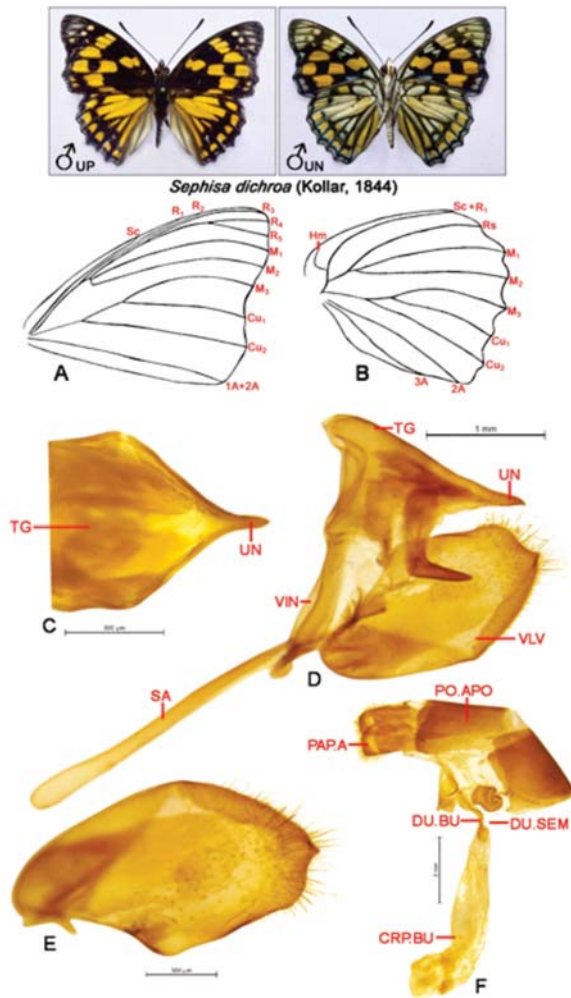 ♂UP
♂UN
Sephisa dichroa (Kollar, 1844)
Sc
R₁
R₂
R₃
R₄
R₅
M₁
M₂
M₃
Cu₁
Cu₂
1A+2A
A
Hm
Sc+R₁
Rs
M₁
M₂
M₃
Cu₁
Cu₂
2A
3A
B
TG
UN
C
TG
1 mm
UN
VIN
VLV
D
SA
PO.APO
PAP.A
DU.BU
DU.SEM
CRP.BU
F
E